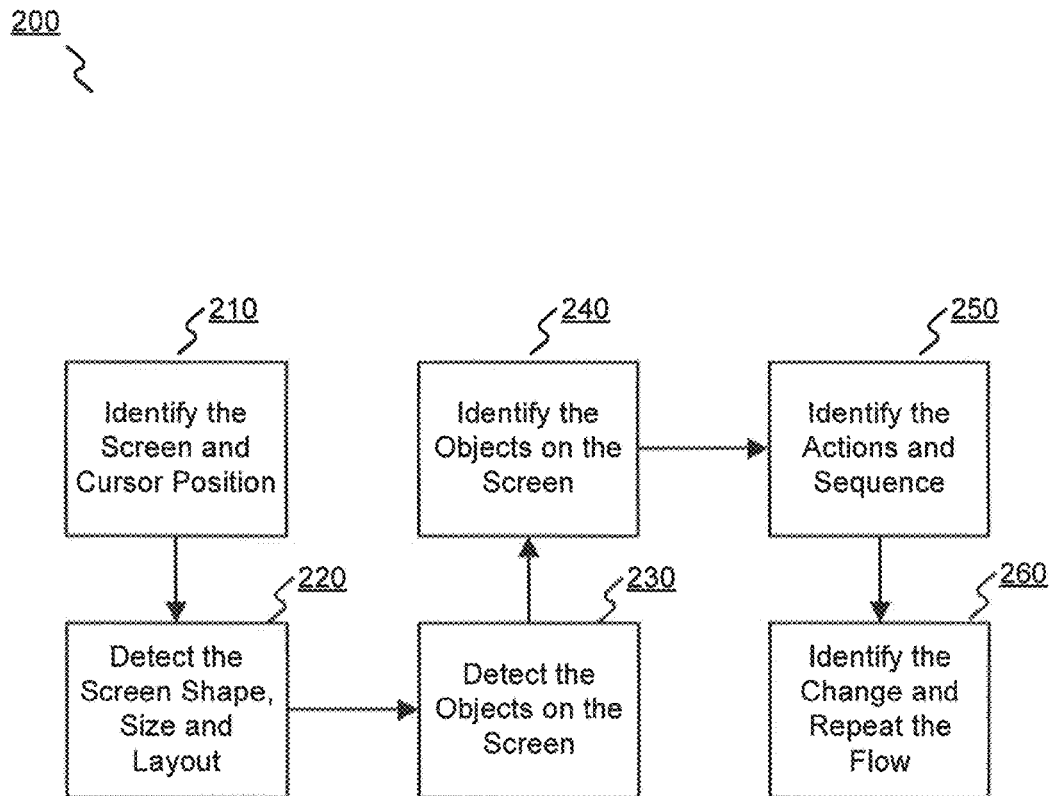 200
210
Identify the
Screen and
Cursor Position
220
Detect the
Screen Shape,
Size and
Layout
230
Detect the
Objects on the
Screen
240
Identify the
Objects on the
Screen
250
Identify the
Actions and
Sequence
260
Identify the
Change and
Repeat the
Flow